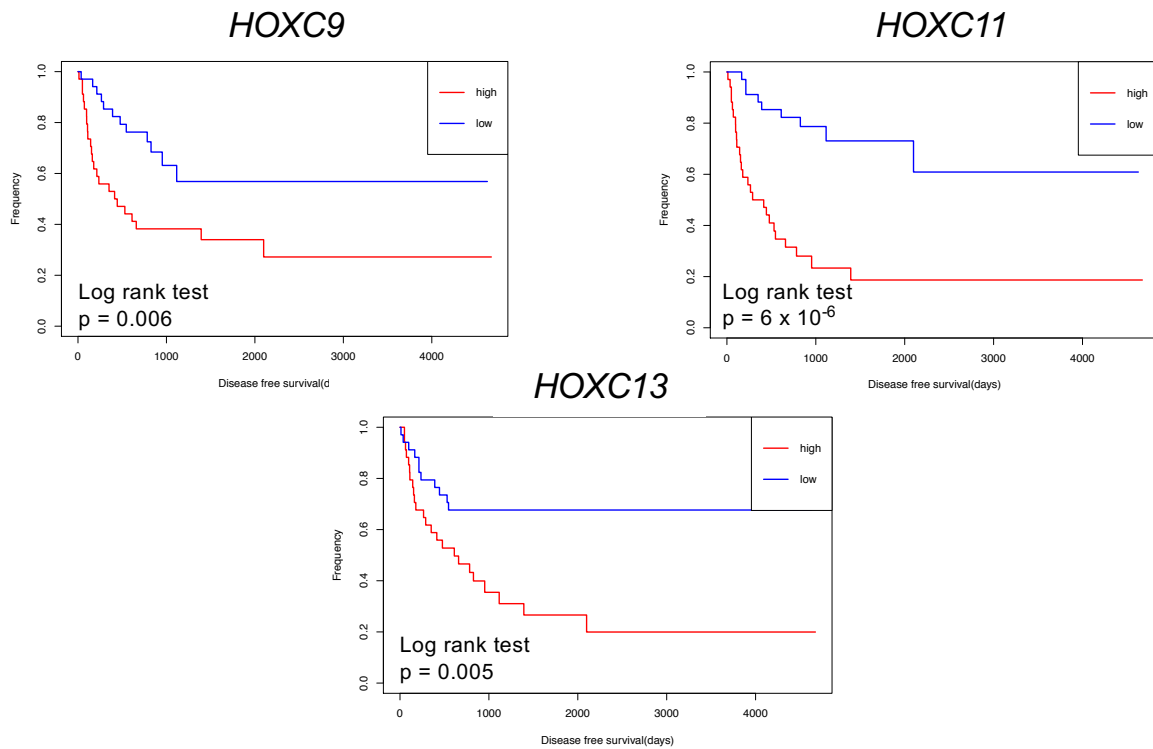 HOXC9
1.0
0.8
0.6
0.4
0.2
0.0
Frequency
high
low
Log rank test
p = 0.006
0 1000 2000 3000 4000
Disease free survival(d
HOXC11
1.0
0.8
0.6
0.4
0.2
0.0
Frequency
high
low
Log rank test
p = 6 x 10⁻⁶
0 1000 2000 3000 4000
Disease free survival(days)
HOXC13
1.0
0.8
0.6
0.4
0.2
0.0
Frequency
high
low
Log rank test
p = 0.005
0 1000 2000 3000 4000
Disease free survival(days)